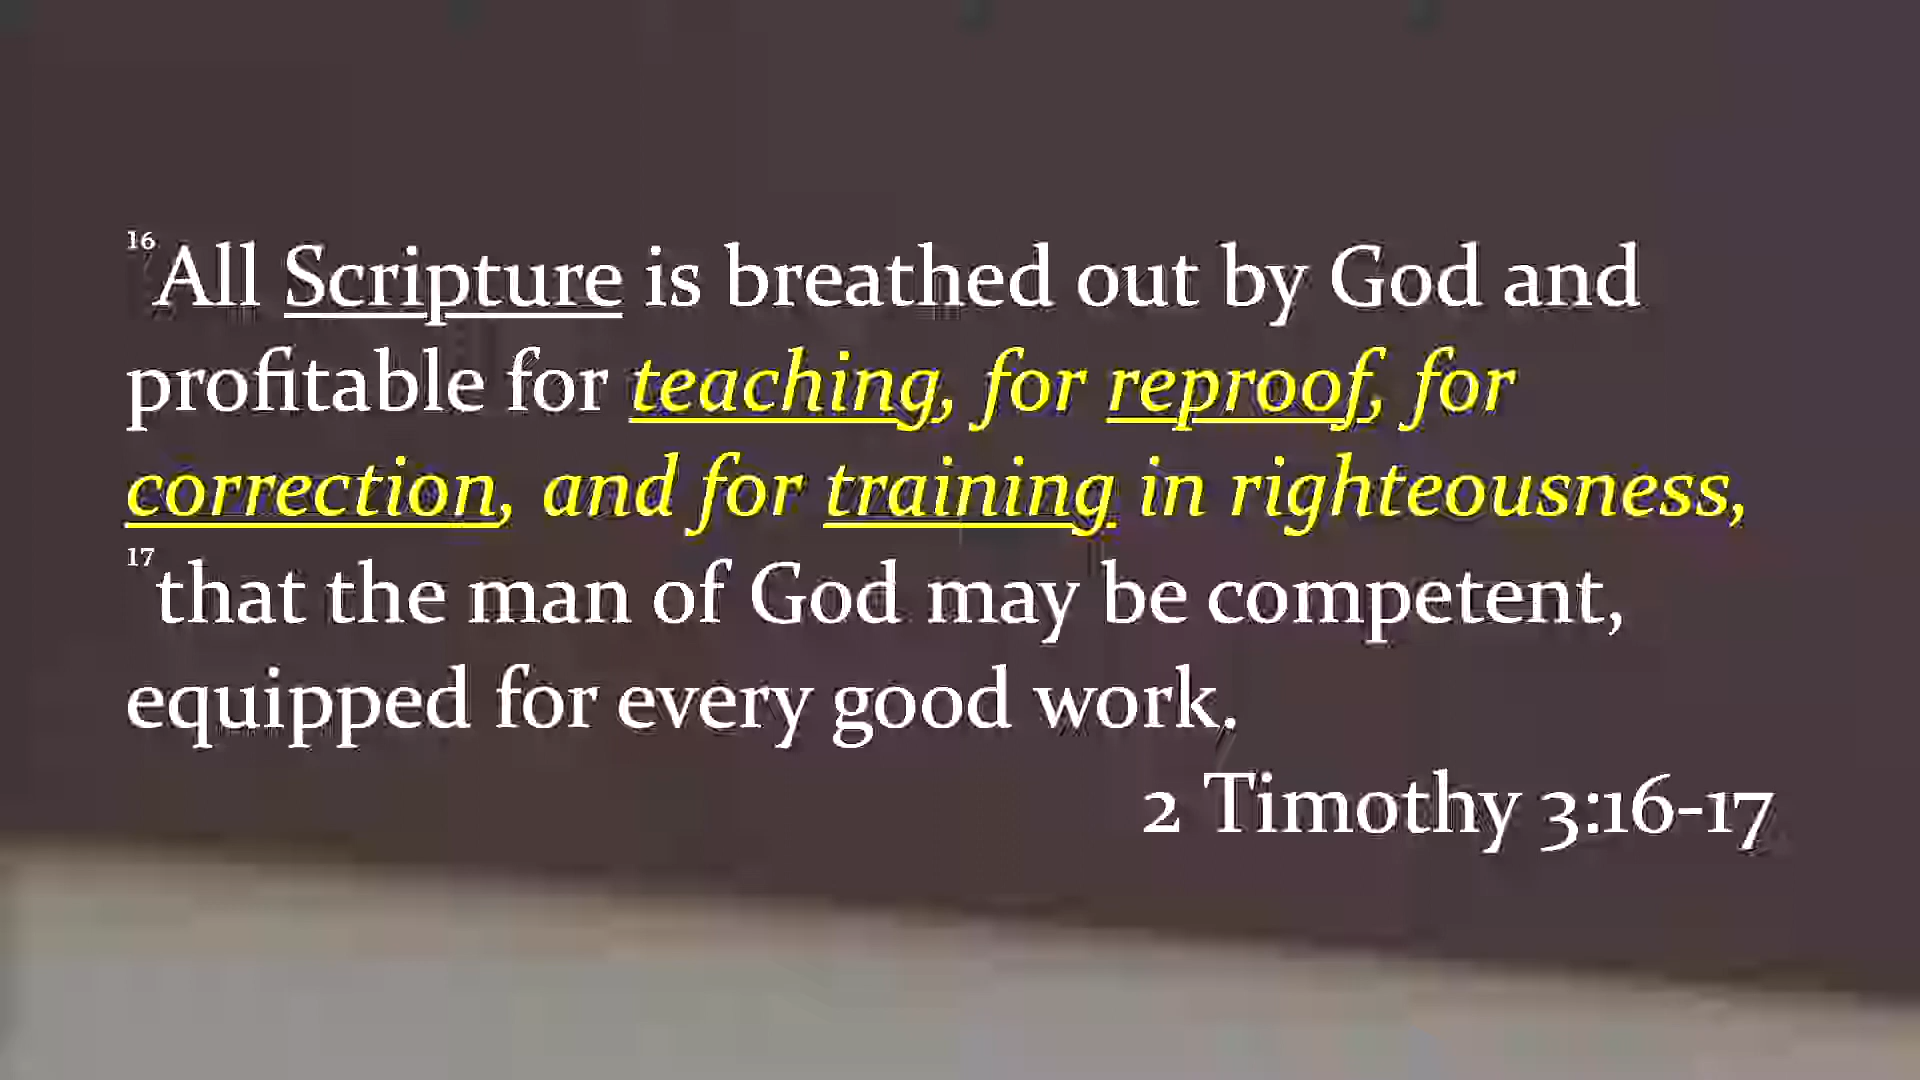 16All Scripture is breathed out by God and
profitable for teaching, for reproof, for
correction, and for training in righteousness,
17that the man of God may be competent,
equipped for every good work.
2 Timothy 3:16-17